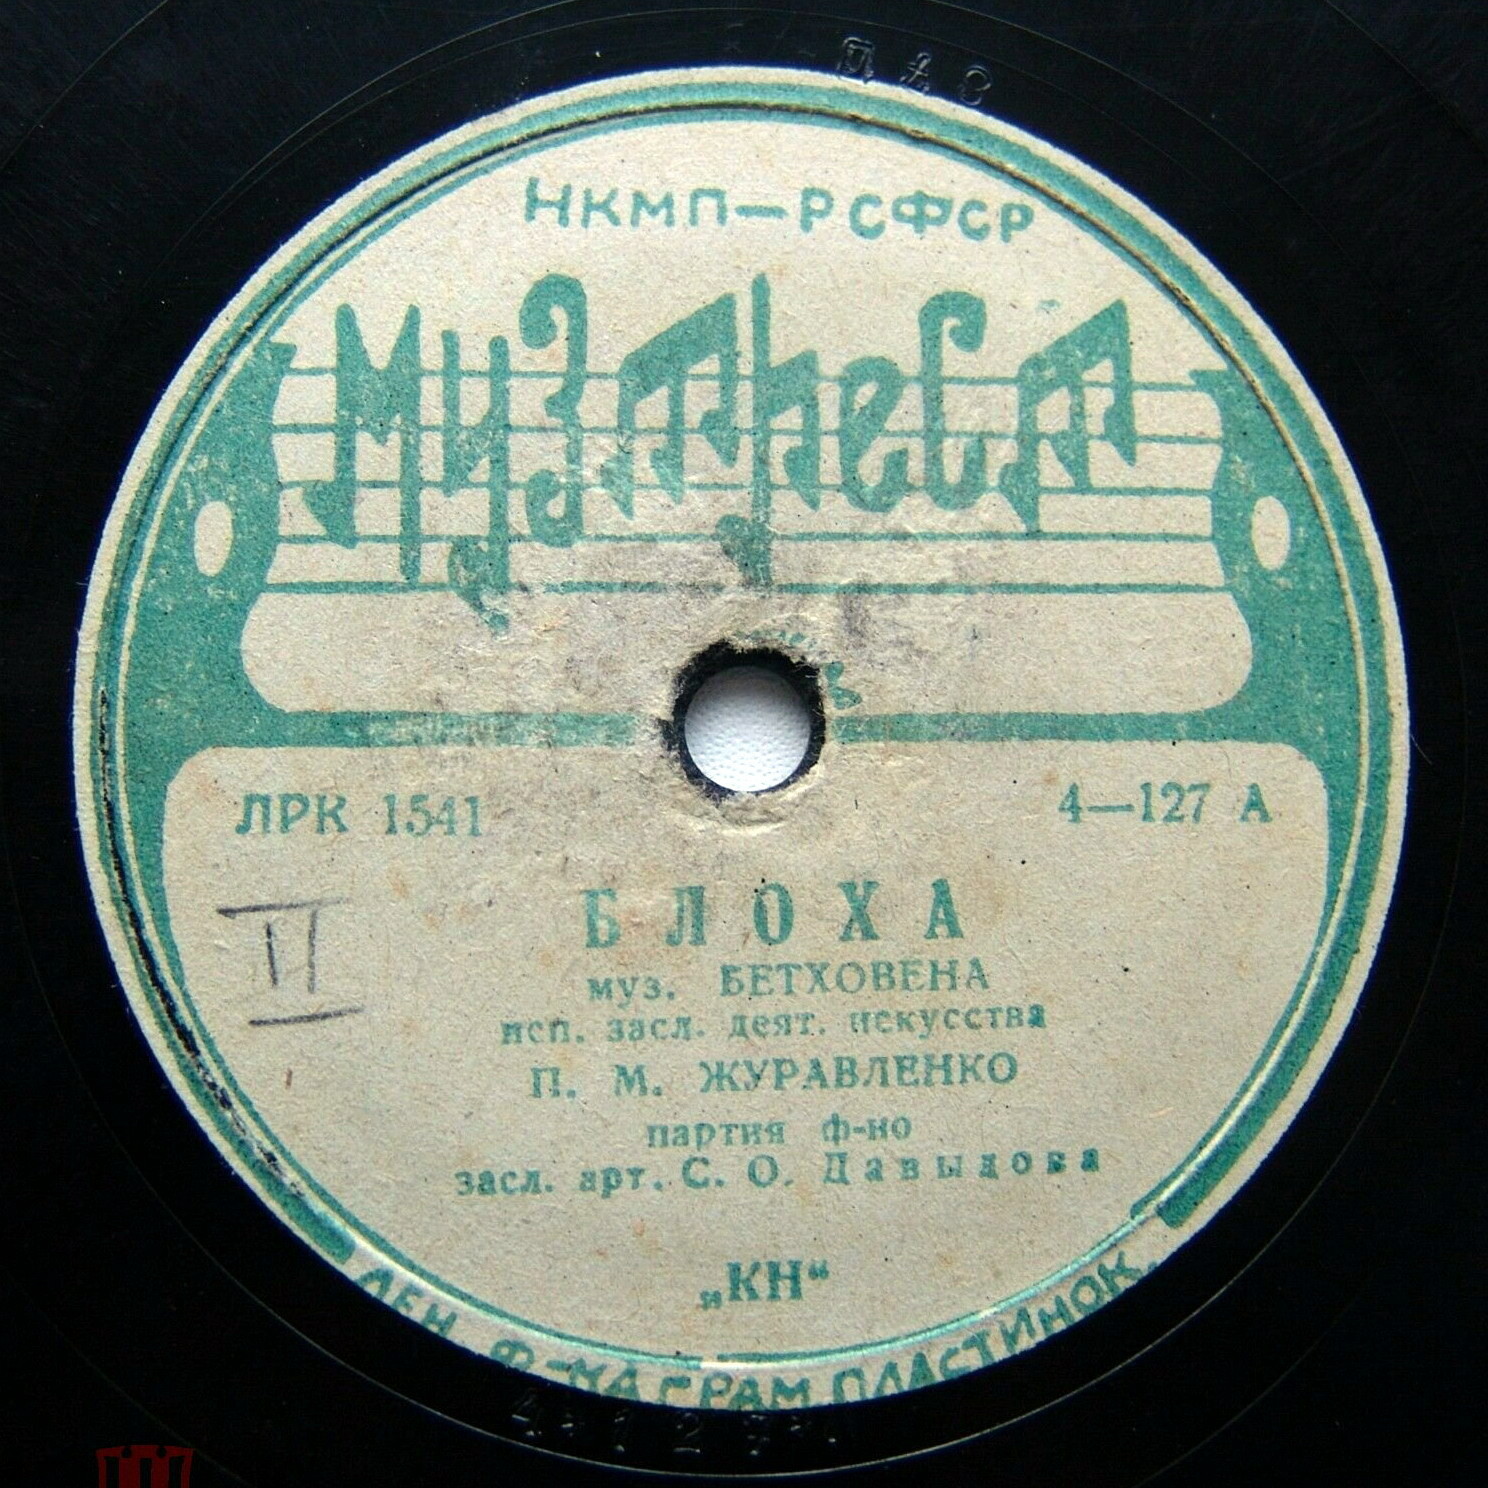 ПАС
НКМП—РСФСР
МУЗТРЕСТ
ЛРК 1541
4—127 А
II
БЛОХА
муз. БЕТХОВЕНА
исп. засл. деят. искусства
П. М. ЖУРАВЛЕНКО
партия ф-но
засл. арт. С. О. Давыдова
„КН“
ЛЕН. Ф-КА ГРАМ. ПЛАСТИНОК.